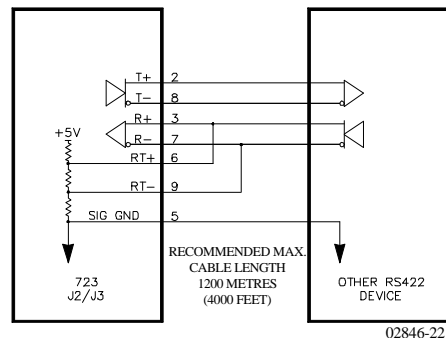 T+ 2
T- 8
R+ 3
+5V
R- 7
RT+ 6
RT- 9
SIG GND 5
RECOMMENDED MAX.
CABLE LENGTH
1200 METRES
(4000 FEET)
723
J2/J3
OTHER RS422
DEVICE
02846-22